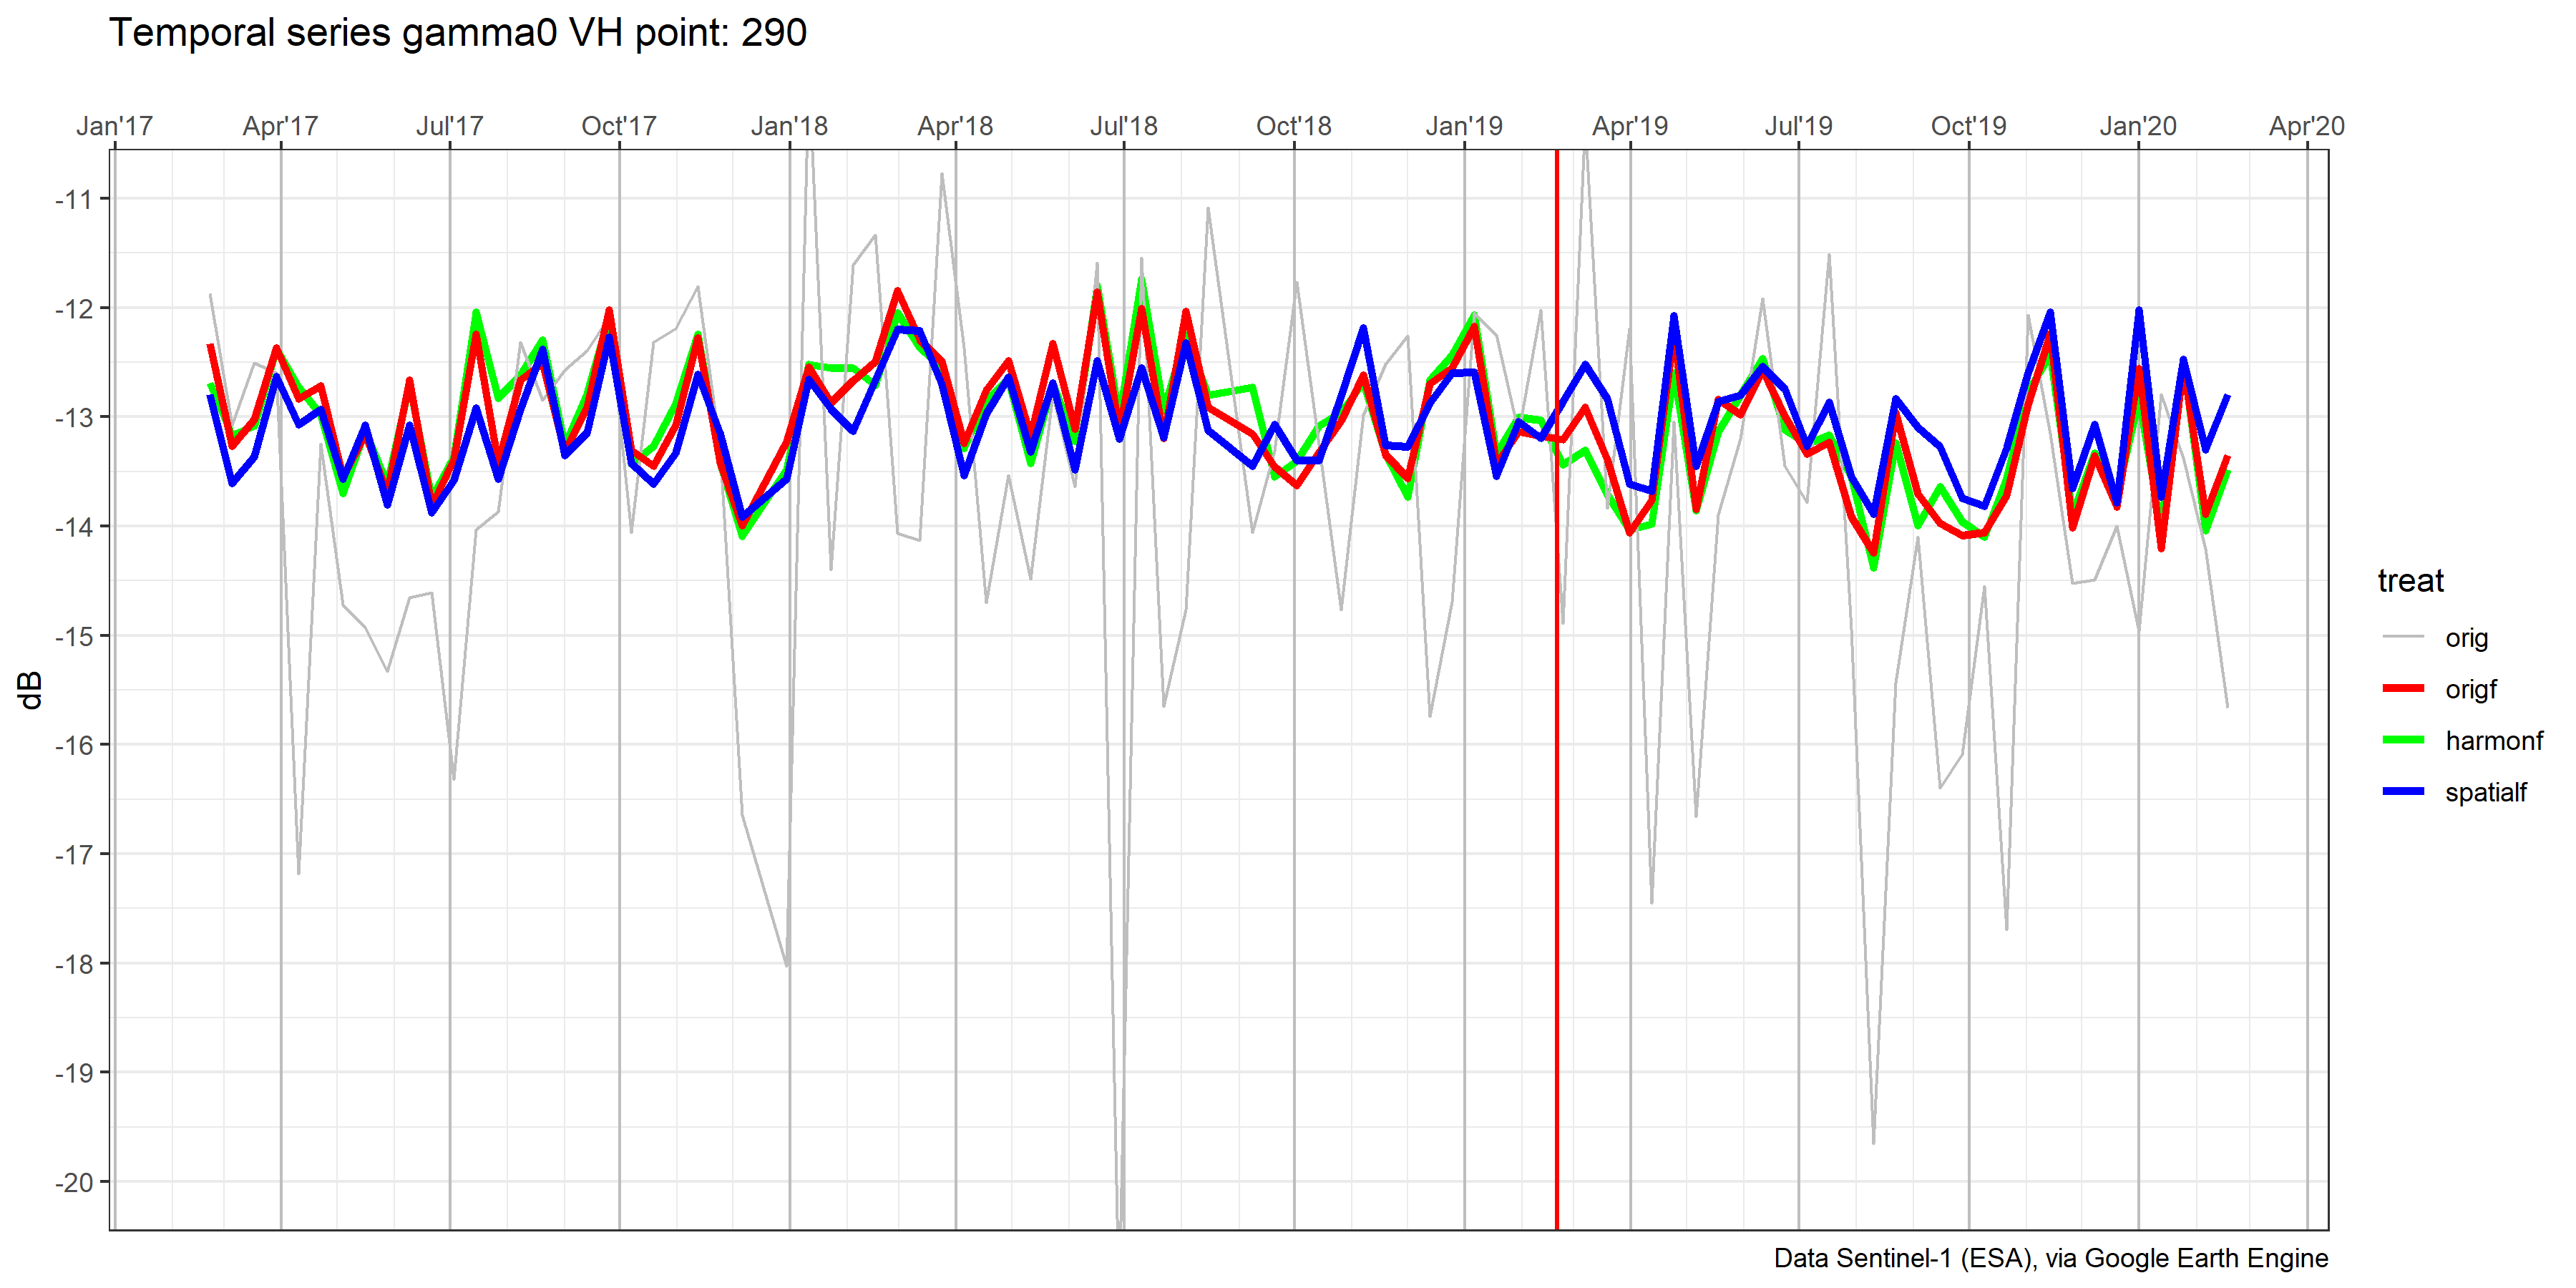 Temporal series gamma0 VH point: 290
Jan'17 Apr'17 Jul'17 Oct'17 Jan'18 Apr'18 Jul'18 Oct'18 Jan'19 Apr'19 Jul'19 Oct'19 Jan'20 Apr'20
-11
-12
-13
-14
-15
-16
-17
-18
-19
-20
dB
treat
orig
origf
harmonf
spatialf
Data Sentinel-1 (ESA), via Google Earth Engine